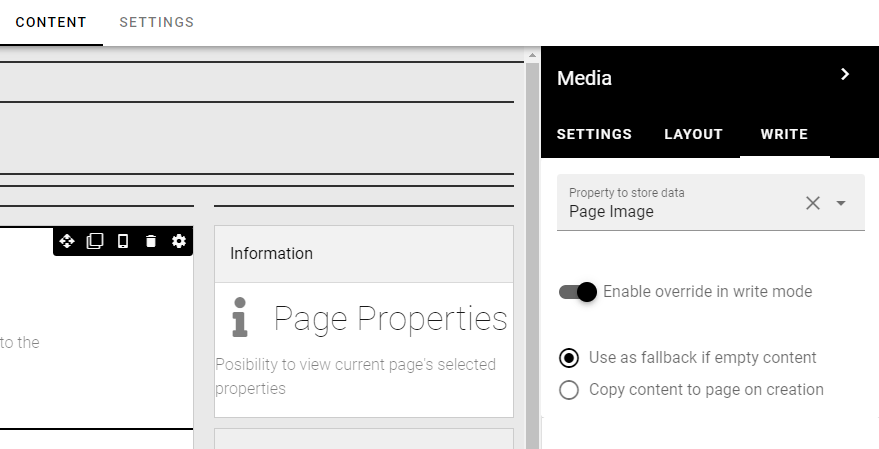 CONTENT SETTINGS
Media
SETTINGS LAYOUT WRITE
Property to store data
Page Image
Information
Page Properties
Posibility to view current page's selected
properties
to the
Enable override in write mode
Use as fallback if empty content
Copy content to page on creation